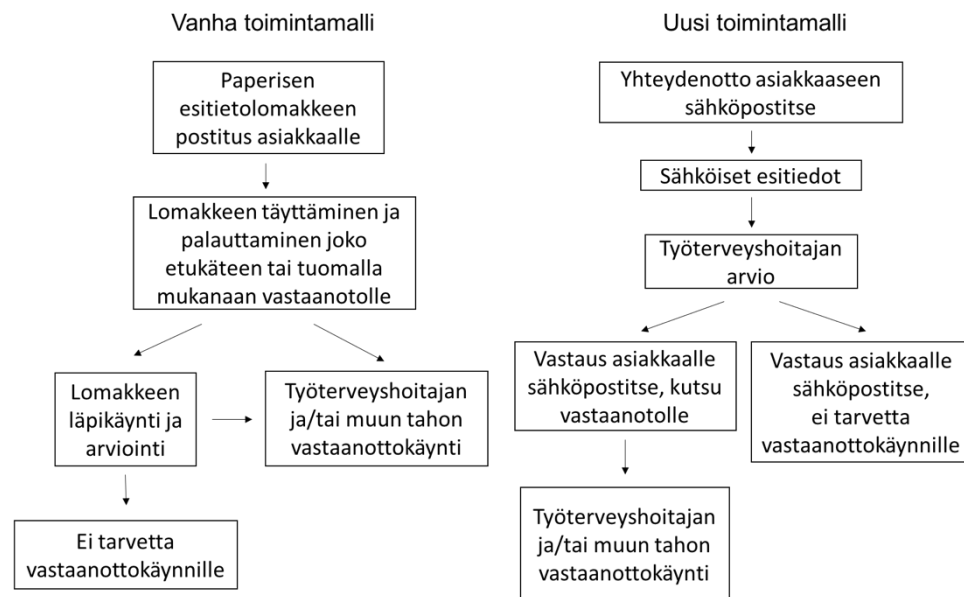 Vanha toimintamalli
Paperisen
esitietolomakkeen
postitus asiakkaalle
Lomakkeen täyttäminen ja
palauttaminen joko
etukäteen tai tuomalla
mukanaan vastaanotolle
Lomakkeen
läpikäynti ja
arviointi
Työterveyshoitajan
ja/tai muun tahon
vastaanottokäynti
Ei tarvetta
vastaanottokäynnille
Uusi toimintamalli
Yhteydenotto asiakkaaseen
sähköpostitse
Sähköiset esitiedot
Työterveyshoitajan
arvio
Vastaus asiakkaalle
sähköpostitse, kutsu
vastaanotolle
Vastaus asiakkaalle
sähköpostitse,
ei tarvetta
vastaanottokäynnille
Työterveyshoitajan
ja/tai muun tahon
vastaanottokäynti